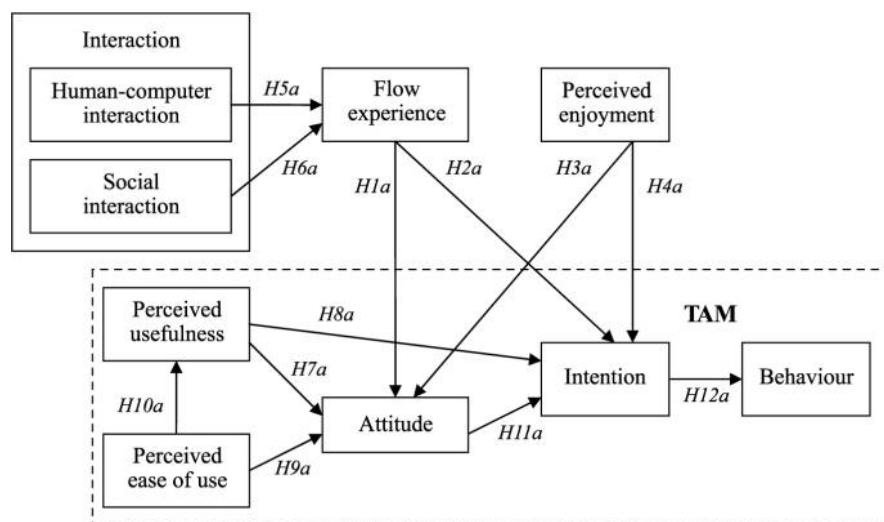 Interaction
Human-computer
interaction
H5a
Flow
experience
Perceived
enjoyment
Social
interaction
H6a
H1a
H2a
H3a
H4a
Perceived
usefulness
H8a
TAM
H7a
Intention
H12a
Behaviour
H10a
Attitude
H11a
Perceived
ease of use
H9a